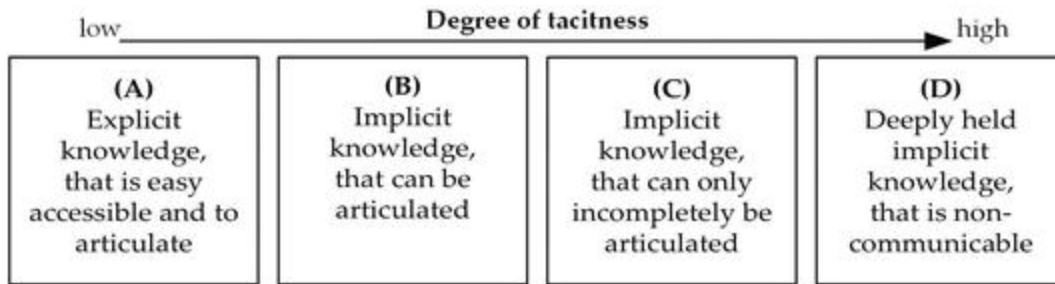 Degree of tacitness
low
high
(A)
Explicit
knowledge,
that is easy
accessible and to
articulate
(B)
Implicit
knowledge,
that can be
articulated
(C)
Implicit
knowledge,
that can only
incompletely be
articulated
(D)
Deeply held
implicit
knowledge,
that is non-
communicable